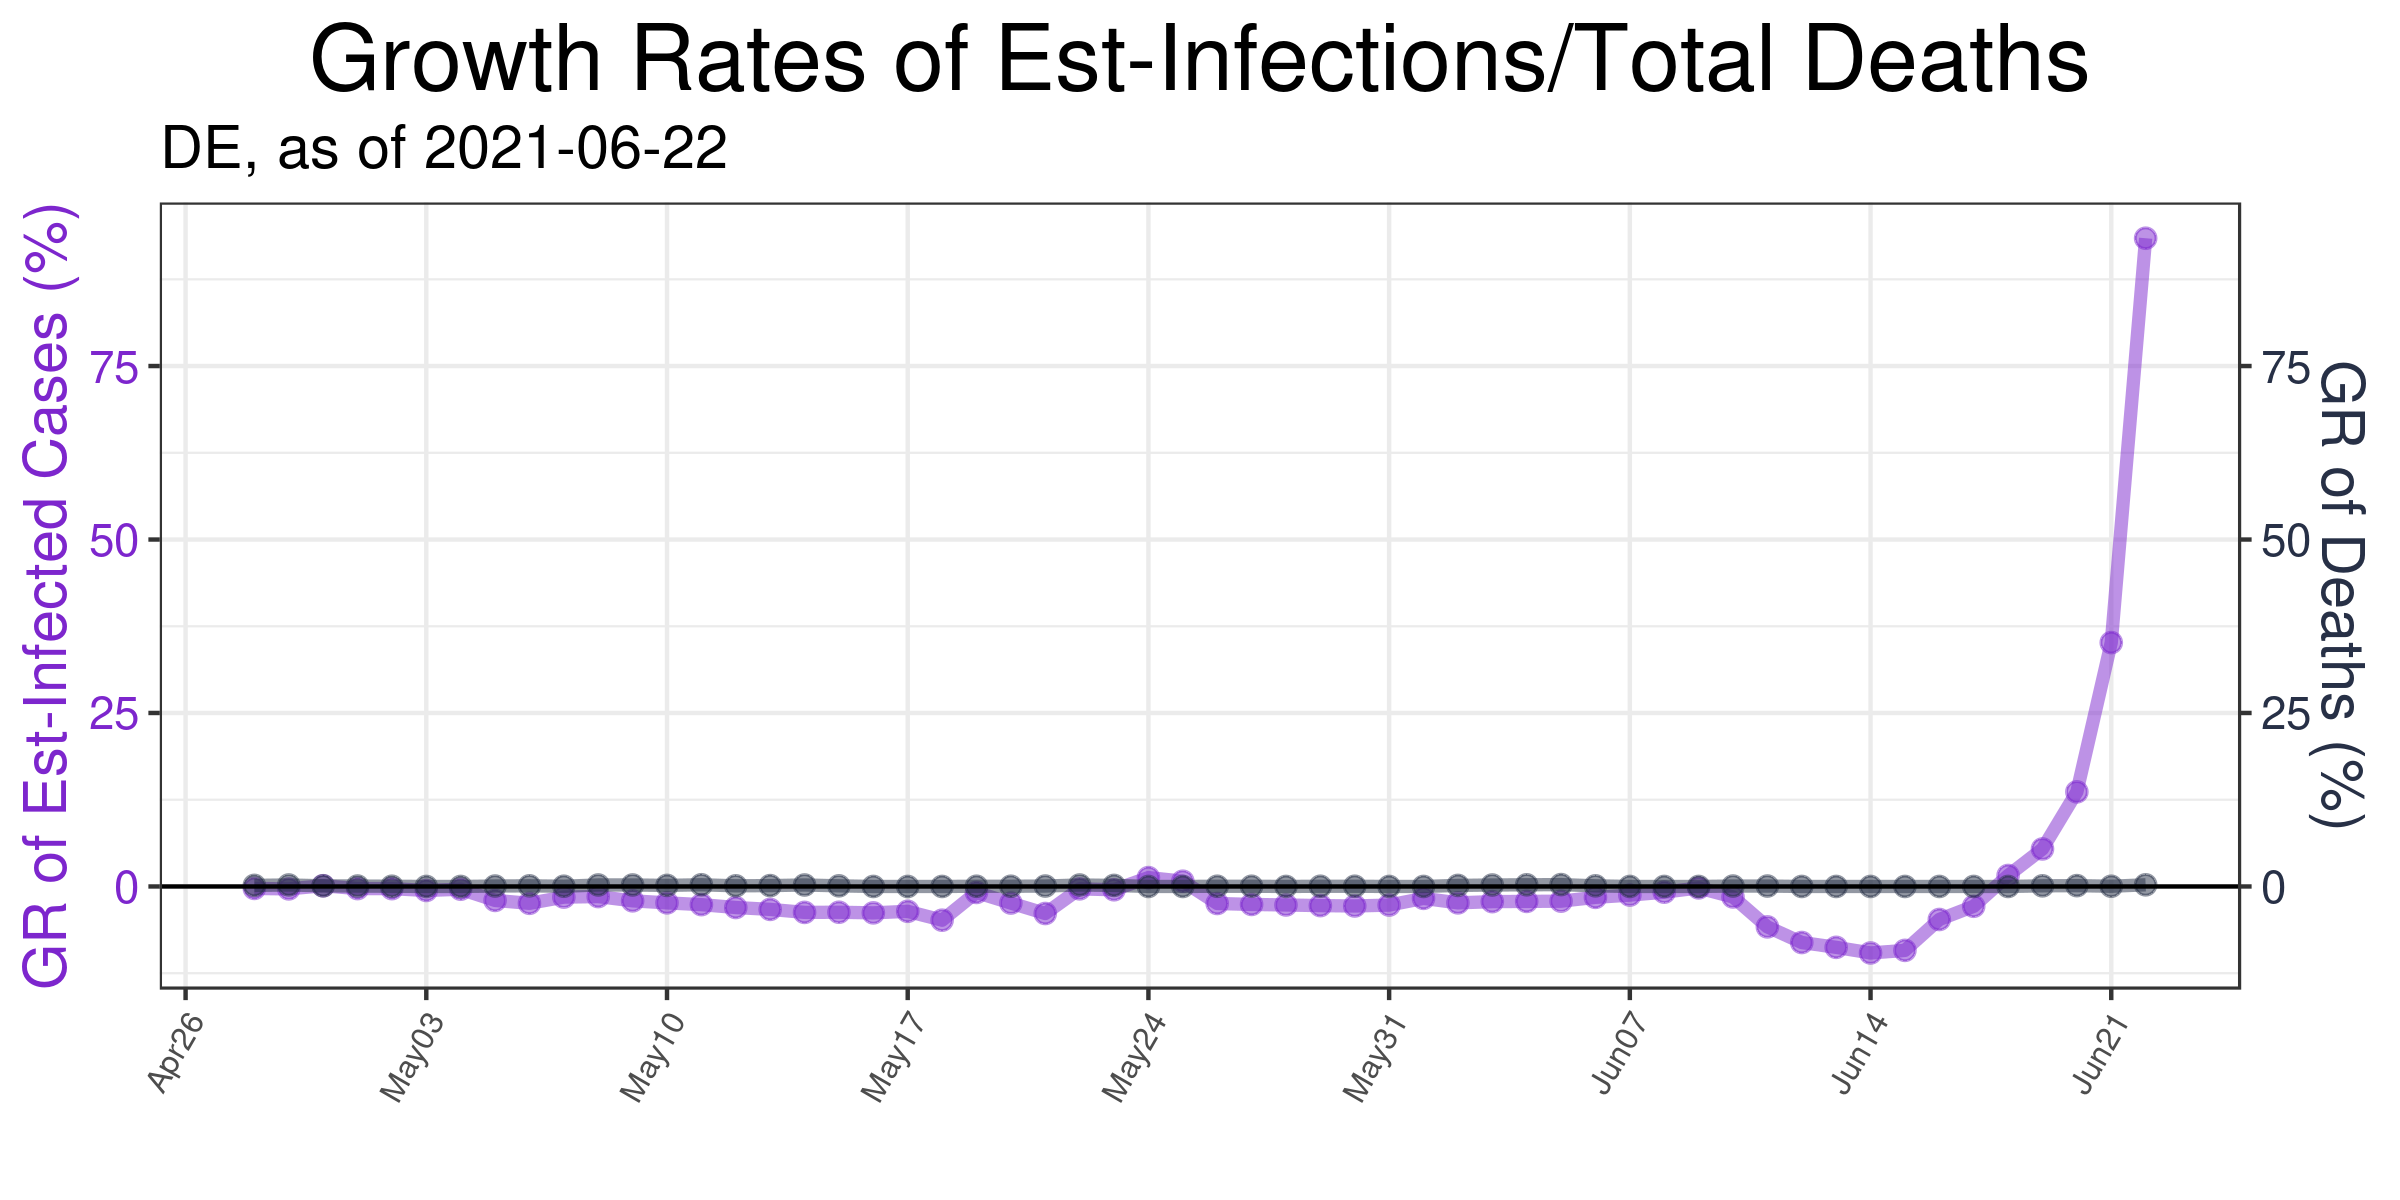 Growth Rates of Est-Infections/Total Deaths
DE, as of 2021-06-22
GR of Est-Infected Cases (%)
75
50
25
0
75
50
25
0
GR of Deaths (%)
Apr26
May03
May10
May17
May24
May31
Jun07
Jun14
Jun21